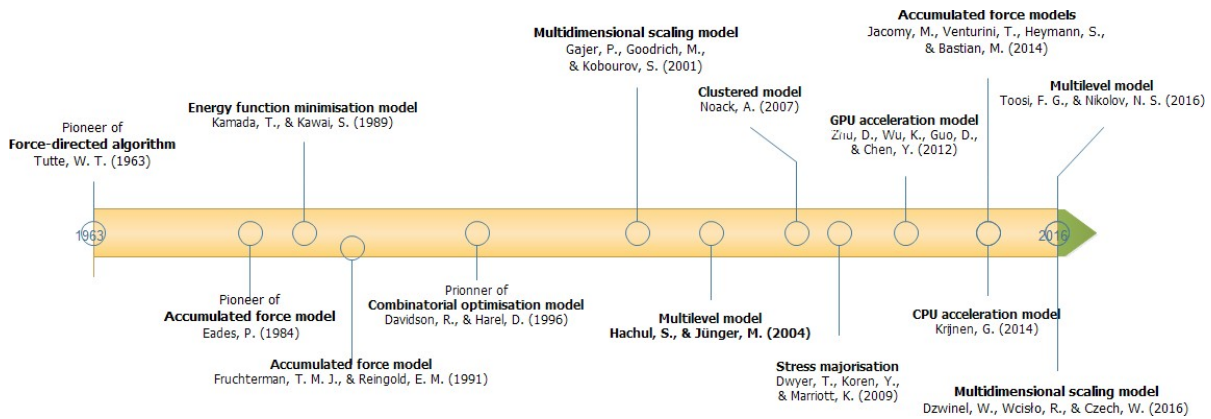 Pioneer of
Force-directed algorithm
Tutte, W. T. (1963)
Energy function minimisation model
Kamada, T., & Kawai, S. (1989)
Multidimensional scaling model
Gajer, P., Goodrich, M.,
& Kobourov, S. (2001)
Clustered model
Noack, A. (2007)
GPU acceleration model
Zhu, D., Wu, K., Guo, D.,
& Chen, Y. (2012)
Accumulated force models
Jacomy, M., Venturini, T., Heymann, S.,
& Bastian, M. (2014)
Multilevel model
Toosi, F. G., & Nikolov, N. S. (2016)
1963
2016
Pioneer of
Accumulated force model
Eades, P. (1984)
Accumulated force model
Fruchterman, T. M. J., & Reingold, E. M. (1991)
Prionner of
Combinatorial optimisation model
Davidson, R., & Harel, D. (1996)
Multilevel model
Hachul, S., & Jünger, M. (2004)
Stress majorisation
Dwyer, T., Koren, Y.,
& Marriott, K. (2009)
CPU acceleration model
Krijnen, G. (2014)
Multidimensional scaling model
Dzwinel, W., Wcisło, R., & Czech, W. (2016)